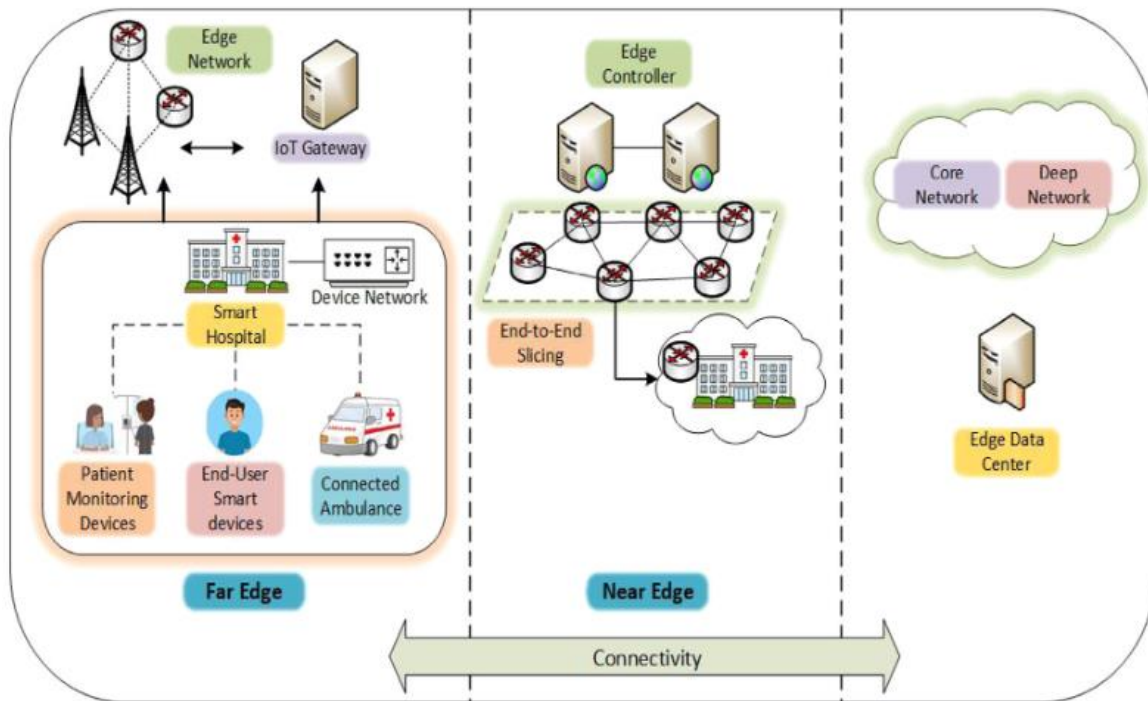 Edge
Network
IoT Gateway
Smart
Hospital
Device Network
Patient
Monitoring
Devices
End-User
Smart
devices
Connected
Ambulance
Far Edge
Edge
Controller
End-to-End
Slicing
Near Edge
Core
Network
Deep
Network
Edge Data
Center
Connectivity